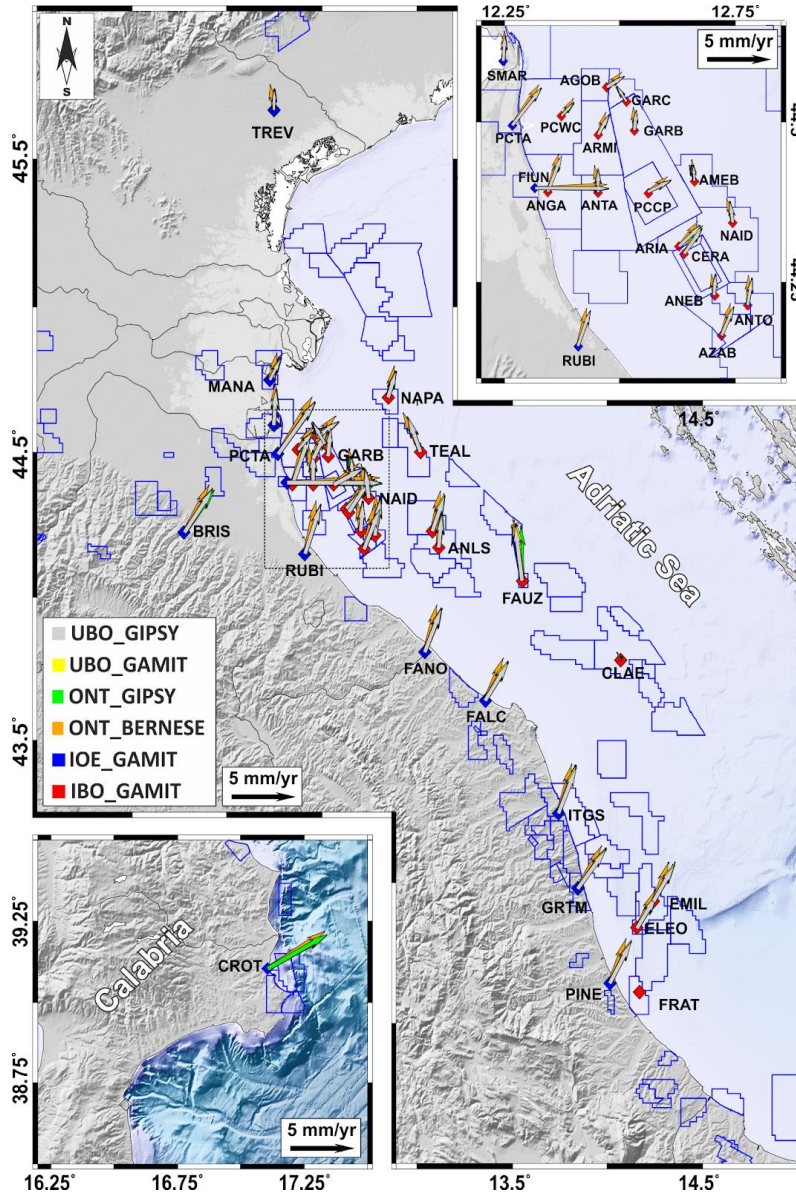 N
S
TREV
45.5°
MANA
NAPA
PCTA
GARB
TEAL
44.5°
NAID
BRIS
RUBI
ANLS
FAUZ
Adriatic Sea
FANO
CLAE
FALC
43.5°
ITGS
GRTM
EMIL
ELEO
PINE
FRAT
UBO_GIPSY
UBO_GAMIT
ONT_GIPSY
ONT_BERNESE
IOE_GAMIT
IBO_GAMIT
5 mm/yr
12.25° 12.75°
5 mm/yr
SMAR
AGOB
GARC
PCTA
PCWC
ARMI
GARB
FIUN
ANGA
ANTA
PCCP
AMEB
NAID
ARIA
CERA
ANEB
ANTO
AZAB
RUBI
44.25°
14.5°
39.25°
Calabria
CROT
38.75°
5 mm/yr
16.25° 16.75° 17.25° 13.5° 14.5°